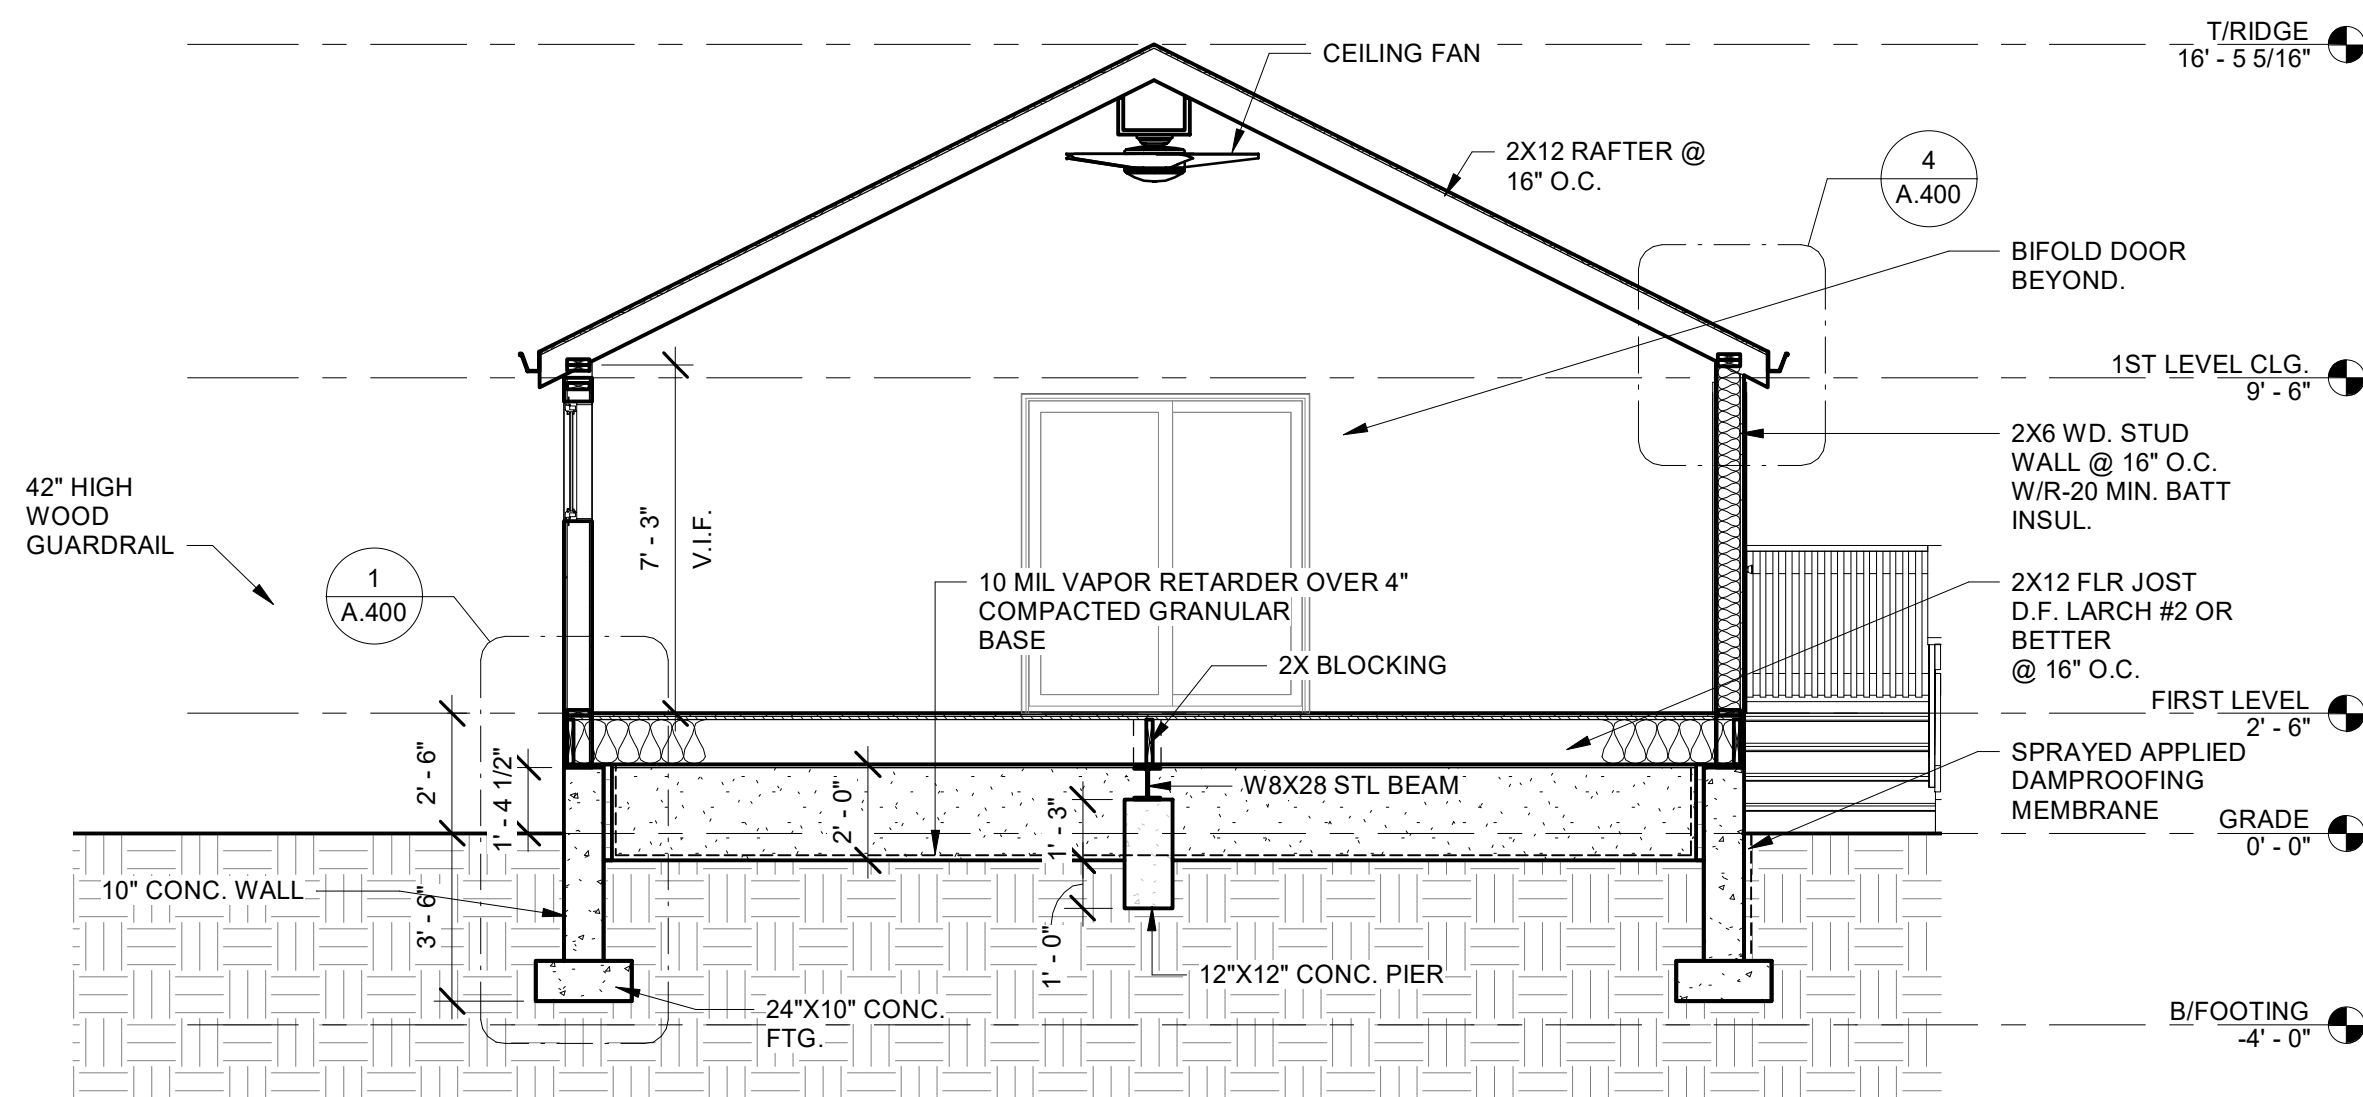 T/RIDGE
16' - 5 5/16"
CEILING FAN
2X12 RAFTER @
16" O.C.
4
A.400
BIFOLD DOOR
BEYOND.
1ST LEVEL CLG.
9' - 6"
2X6 WD. STUD
WALL @ 16" O.C.
W/R-20 MIN. BATT
INSUL.
42" HIGH
WOOD
GUARDRAIL
1
A.400
7' - 3"
V.I.F.
10 MIL VAPOR RETARDER OVER 4"
COMPACTED GRANULAR
BASE
2X BLOCKING
2X12 FLR JOST
D.F. LARCH #2 OR
BETTER
@ 16" O.C.
FIRST LEVEL
2' - 6"
SPRAYED APPLIED
DAMPROOFING
MEMBRANE
GRADE
0' - 0"
2' - 6"
1' - 4 1/2"
2' - 0"
W8X28 STL BEAM
1' - 3"
10" CONC. WALL
3' - 6"
1' - 0"
12"X12" CONC. PIER
24"X10" CONC.
FTG.
B/FOOTING
-4' - 0"